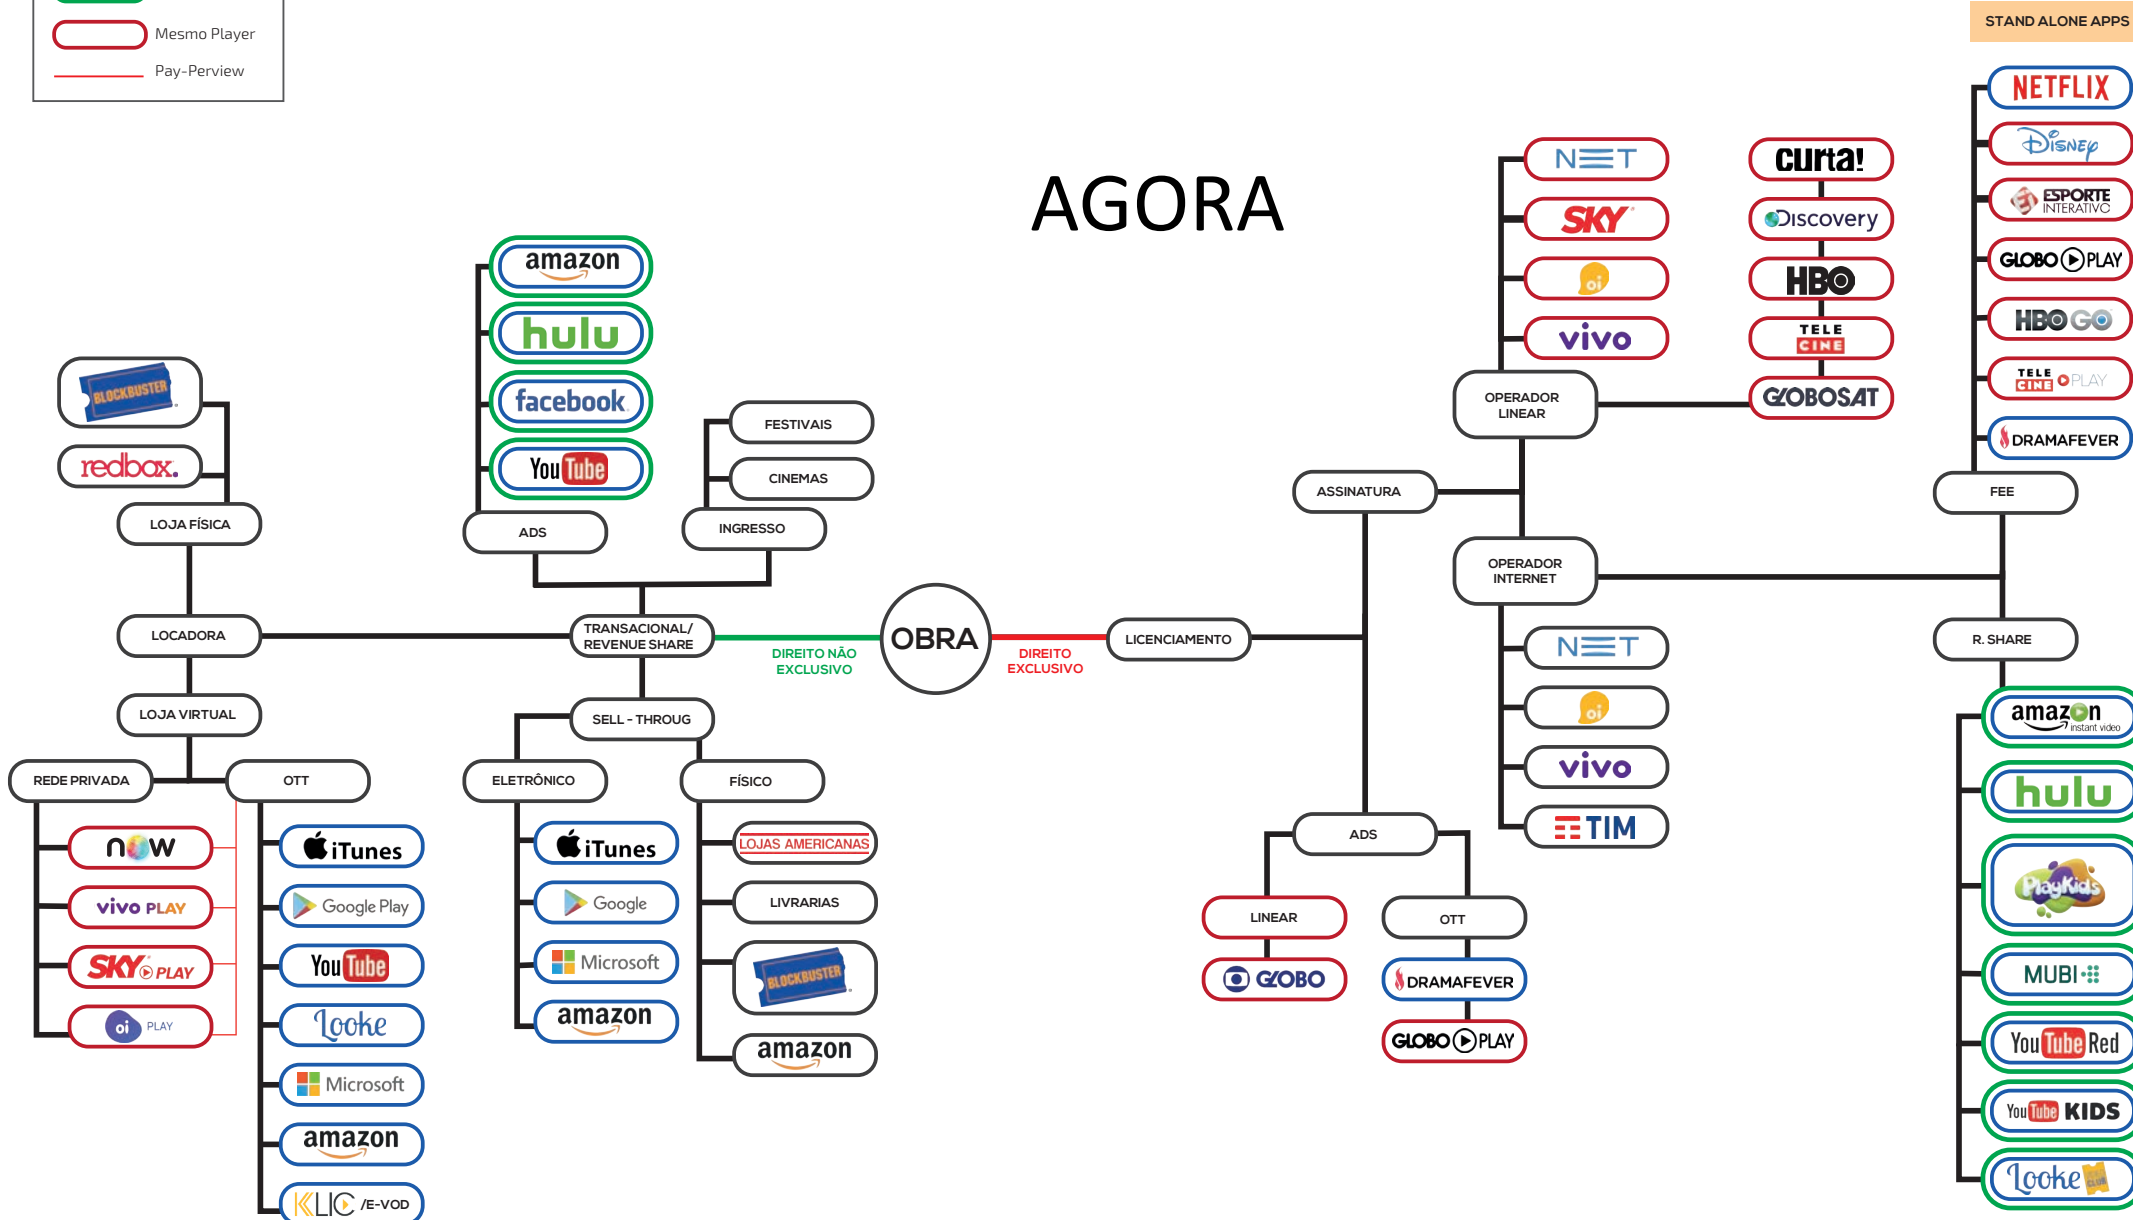 Mesmo Player
Pay-Perview
STAND ALONE APPS
AGORA
NETFLIX
Disney
ESPORTE
INTERATIVO
GLOBO PLAY
HBO GO
TELE
CINE PLAY
DRAMAFEVER
FEE
NET
SKY
oi
vivo
curta!
Discovery
HBO
TELE
CINE
GLOBOSAT
OPERADOR
LINEAR
ASSINATURA
OPERADOR
INTERNET
NET
oi
vivo
TIM
amazon
hulu
facebook
YouTube
ADS
FESTIVAIS
CINEMAS
INGRESSO
BLOCKBUSTER
redbox.
LOJA FÍSICA
LOCADORA
TRANSACIONAL/
REVENUE SHARE
DIREITO NÃO
EXCLUSIVO
OBRA
DIREITO
EXCLUSIVO
LICENCIAMENTO
R. SHARE
LOJA VIRTUAL
SELL - THROUG
REDE PRIVADA
OTT
ELETRÔNICO
FÍSICO
now
vivo PLAY
SKY PLAY
oi PLAY
iTunes
Google Play
YouTube
Looke
Microsoft
amazon
KLIC /E-VOD
iTunes
Google
Microsoft
amazon
LOJAS AMERICANAS
LIVRARIAS
BLOCKBUSTER
amazon
ADS
LINEAR
GLOBO
OTT
DRAMAFEVER
GLOBO PLAY
amazon
instant video
hulu
PlayKids
MUBI
YouTube Red
YouTube KIDS
Looke
CLUB